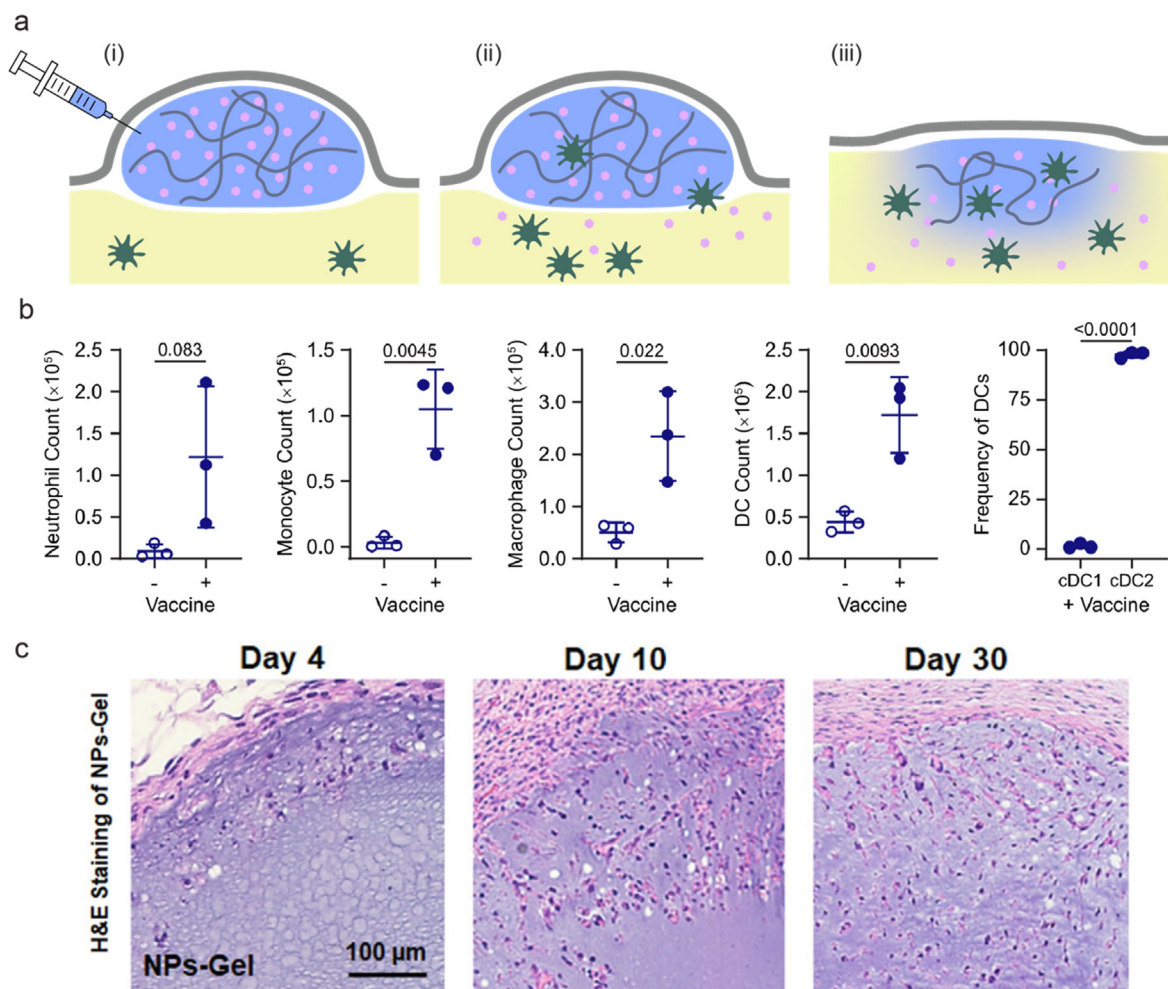 a
(i)
(ii)
(iii)
b
Neutrophil Count (×10⁵)
2.5
2.0
1.5
1.0
0.5
0.0
0.083
- +
Vaccine
Monocyte Count (×10⁵)
1.5
1.0
0.5
0.0
0.0045
- +
Vaccine
Macrophage Count (×10⁵)
4.0
3.0
2.0
1.0
0.0
0.022
- +
Vaccine
DC Count (×10⁵)
2.5
2.0
1.5
1.0
0.5
0.0
0.0093
- +
Vaccine
Frequency of DCs
100
75
50
25
0
<0.0001
cDC1 cDC2
+ Vaccine
c
Day 4
Day 10
Day 30
H&E Staining of NPs-Gel
NPs-Gel
100 µm